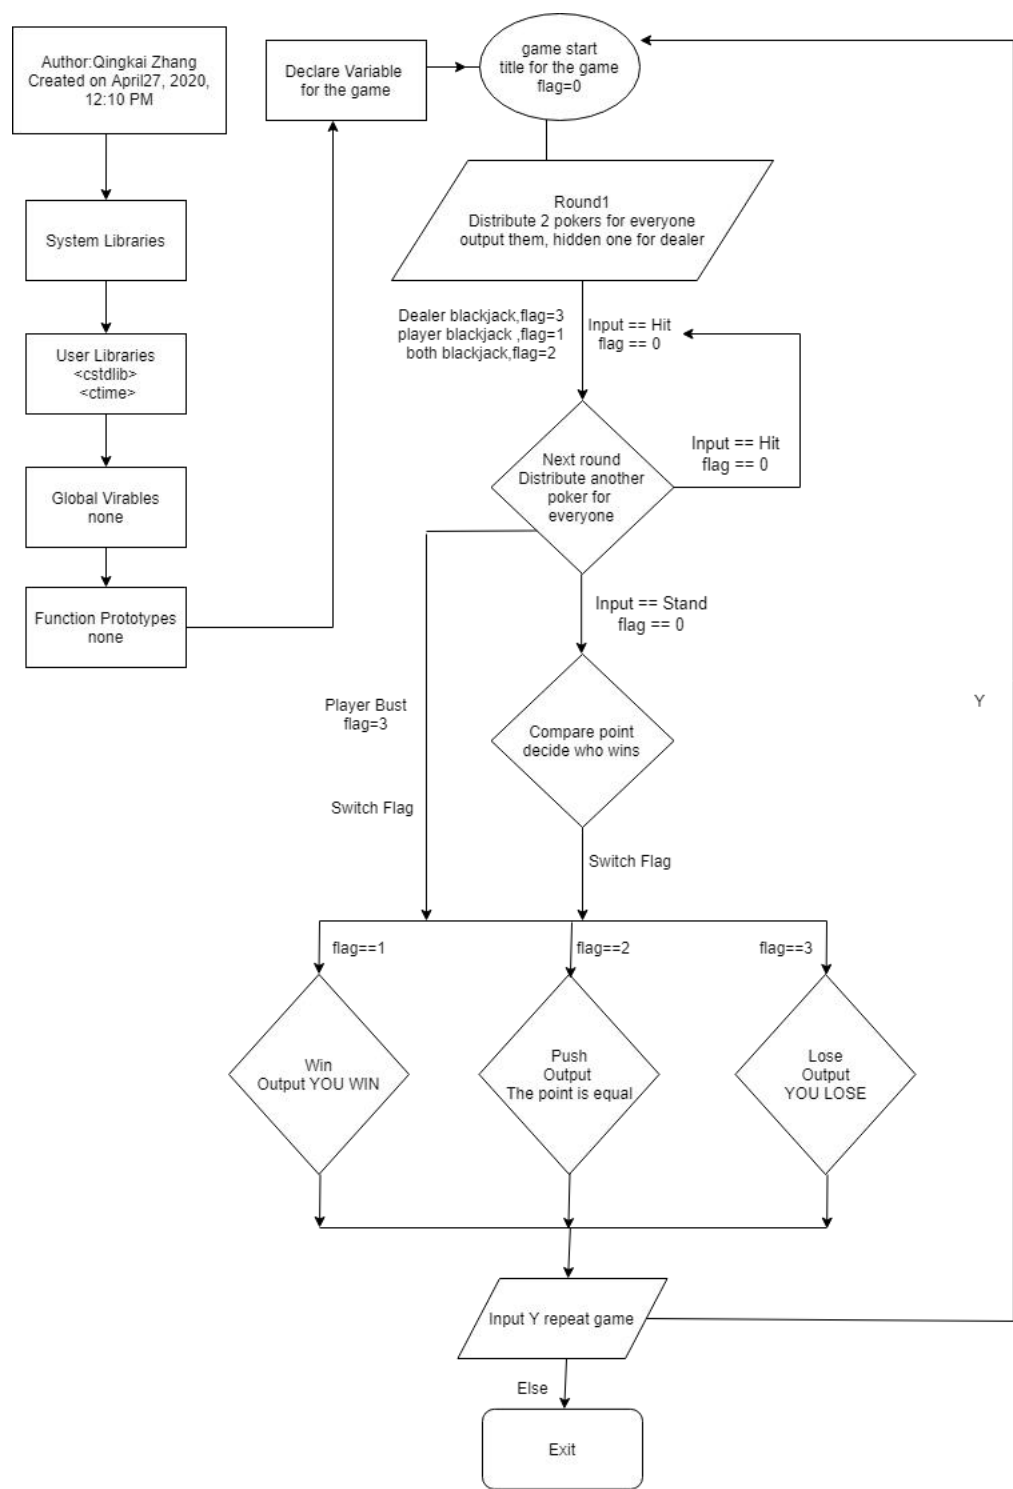 Author:Qingkai Zhang
Created on April27, 2020,
12:10 PM
System Libraries
User Libraries
<cstdlib>
<ctime>
Global Virables
none
Function Prototypes
none
Declare Variable
for the game
game start
title for the game
flag=0
Round1
Distribute 2 pokers for everyone
output them, hidden one for dealer
Dealer blackjack,flag=3
player blackjack ,flag=1
both blackjack,flag=2
Input == Hit
flag == 0
Next round
Distribute another
poker for
everyone
Input == Hit
flag == 0
Input == Stand
flag == 0
Player Bust
flag=3
Switch Flag
Compare point
decide who wins
Switch Flag
Y
flag==1
flag==2
flag==3
Win
Output YOU WIN
Push
Output
The point is equal
Lose
Output
YOU LOSE
Input Y repeat game
Else
Exit